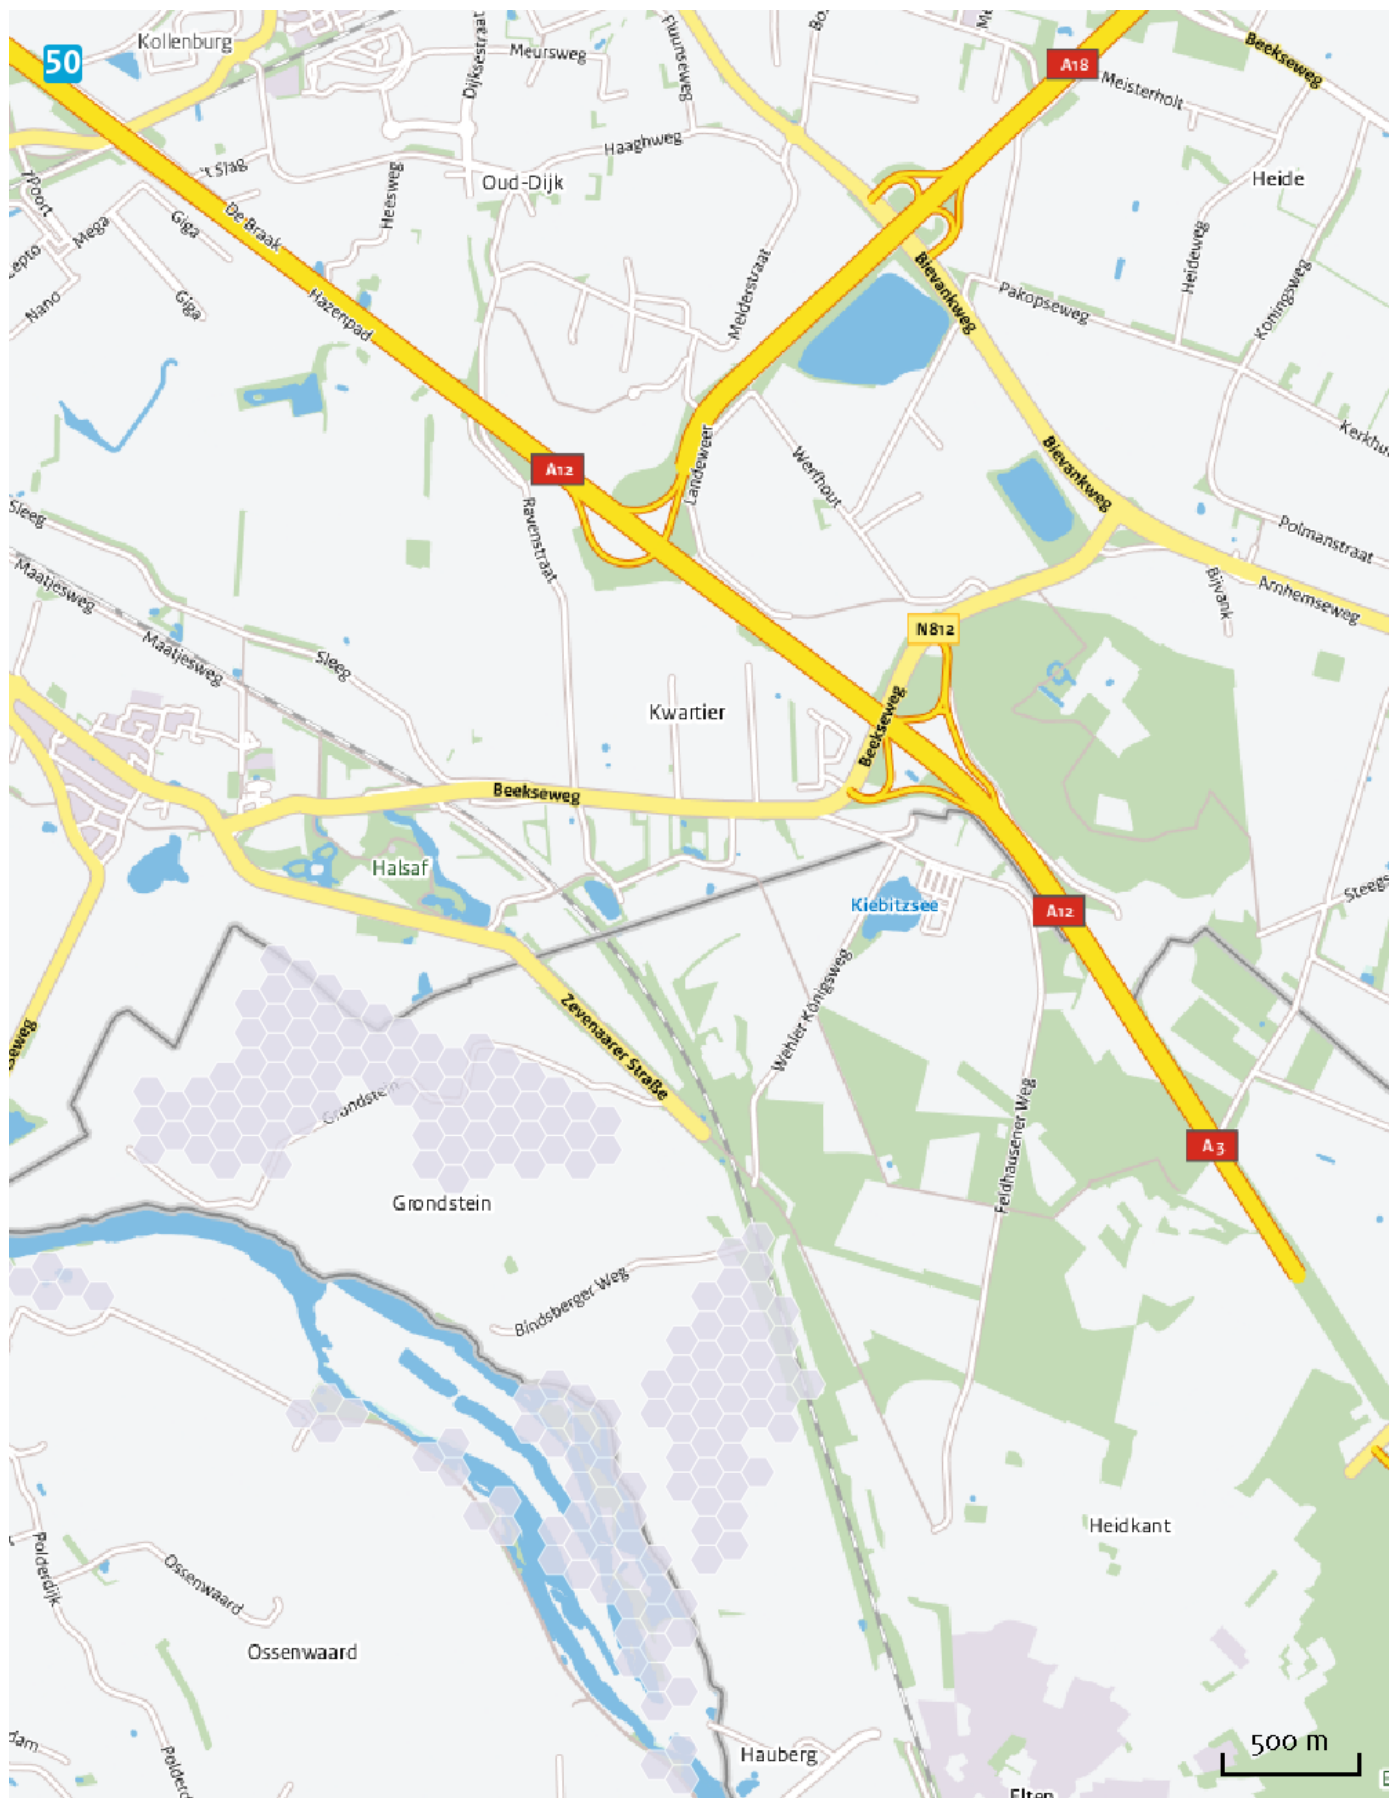 50
Kollenburg
Dijksestraat
Meursweg
Fluunseweg
A18
Meisterholt
Beekseweg
Haaghweg
't Slag
Oud-Dijk
Heesweg
Heide
Poort
Mega
Giga
De Braak
Nano
Giga
Hazenpad
Melderstraat
Bievankweg
Pakopseweg
Heideweg
Koningsweg
A12
Landeweer
Werfhout
Bievankweg
Sleeg
Ravenstraat
Polmanstraat
Maatjesweg
Bijvank
Arnhemseweg
N812
Maatjesweg
Sleeg
Kwartier
Beekseweg
Beekseweg
Halsaf
Kiebitzsee
A12
Wehler Königsweg
Zevenaarer Straße
Grondstein
Feldhausener Weg
A3
Grondstein
Bindsberger Weg
Heidkant
Polderdijk
Ossenwaard
Ossenwaard
Hauberg
500 m
Elten